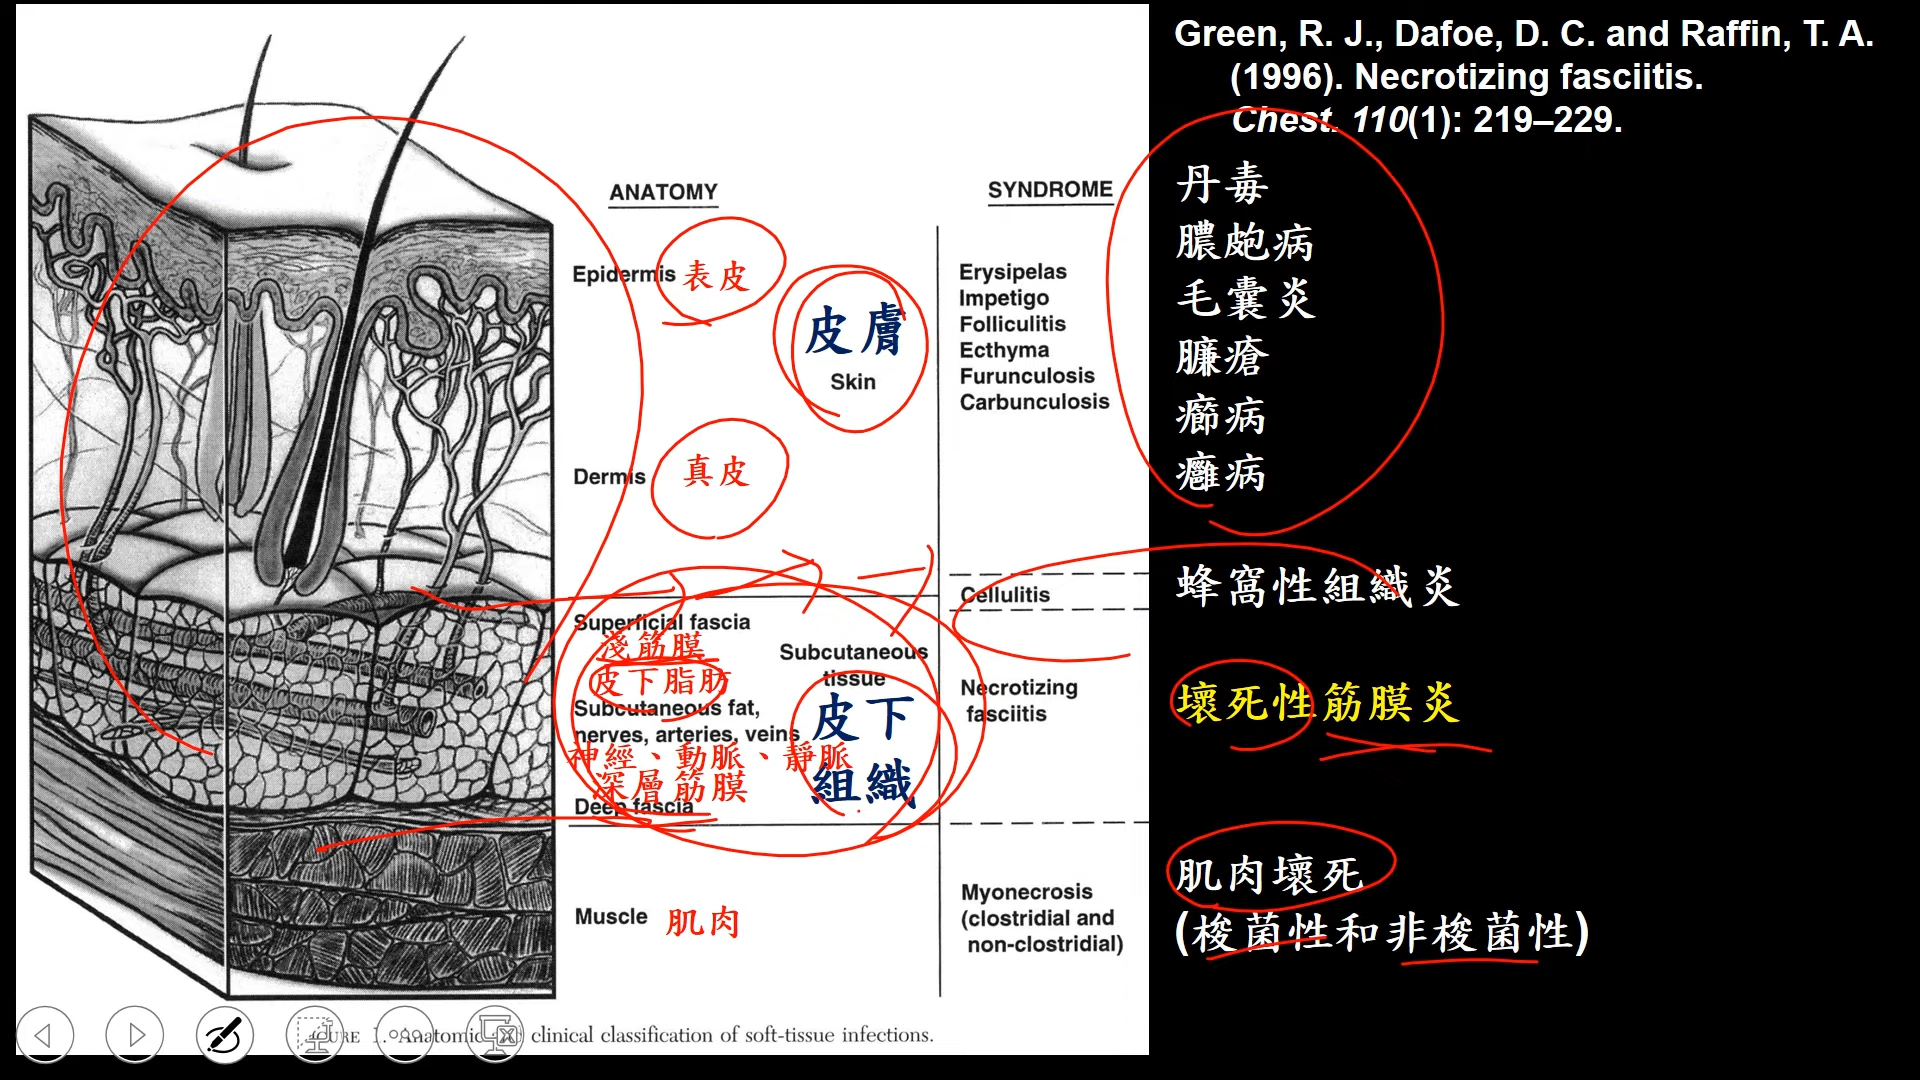 Green, R. J., Dafoe, D. C. and Raffin, T. A.
(1996). Necrotizing fasciitis.
Chest. 110(1): 219–229.
ANATOMY
SYNDROME
Epidermis 表皮
皮膚
Skin
Dermis 真皮
Erysipelas
Impetigo
Folliculitis
Ecthyma
Furunculosis
Carbunculosis
丹毒
膿皰病
毛囊炎
臁瘡
癤病
癰病
Cellulitis
蜂窩性組織炎
Superficial fascia
淺筋膜
皮下脂肪
Subcutaneous fat,
nerves, arteries, veins
神經、動脈、靜脈
深層筋膜
Deep fascia
Subcutaneous
tissue
皮下
組織
Necrotizing
fasciitis
壞死性筋膜炎
Muscle 肌肉
Myonecrosis
(clostridial and
non-clostridial)
肌肉壞死
(梭菌性和非梭菌性)
clinical classification of soft-tissue infections.